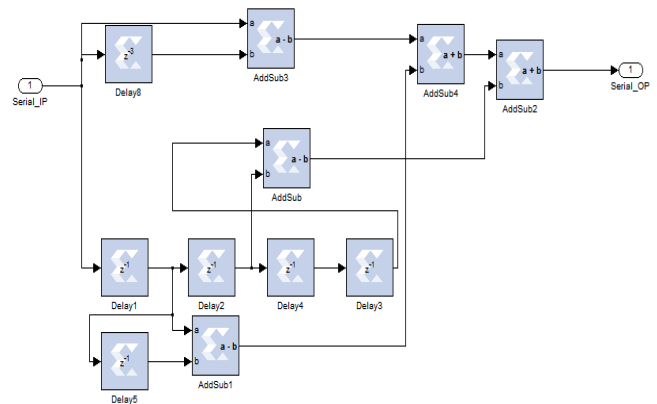 a
a - b
b
z-3
AddSub3
Delay8
1
Serial_IP
a
a + b
b
AddSub4
a
a + b
b
AddSub2
1
Serial_OP
a
a - b
b
AddSub
z-1
Delay1
z-1
Delay2
z-1
Delay4
z-1
Delay3
z-1
Delay5
a
a - b
b
AddSub1